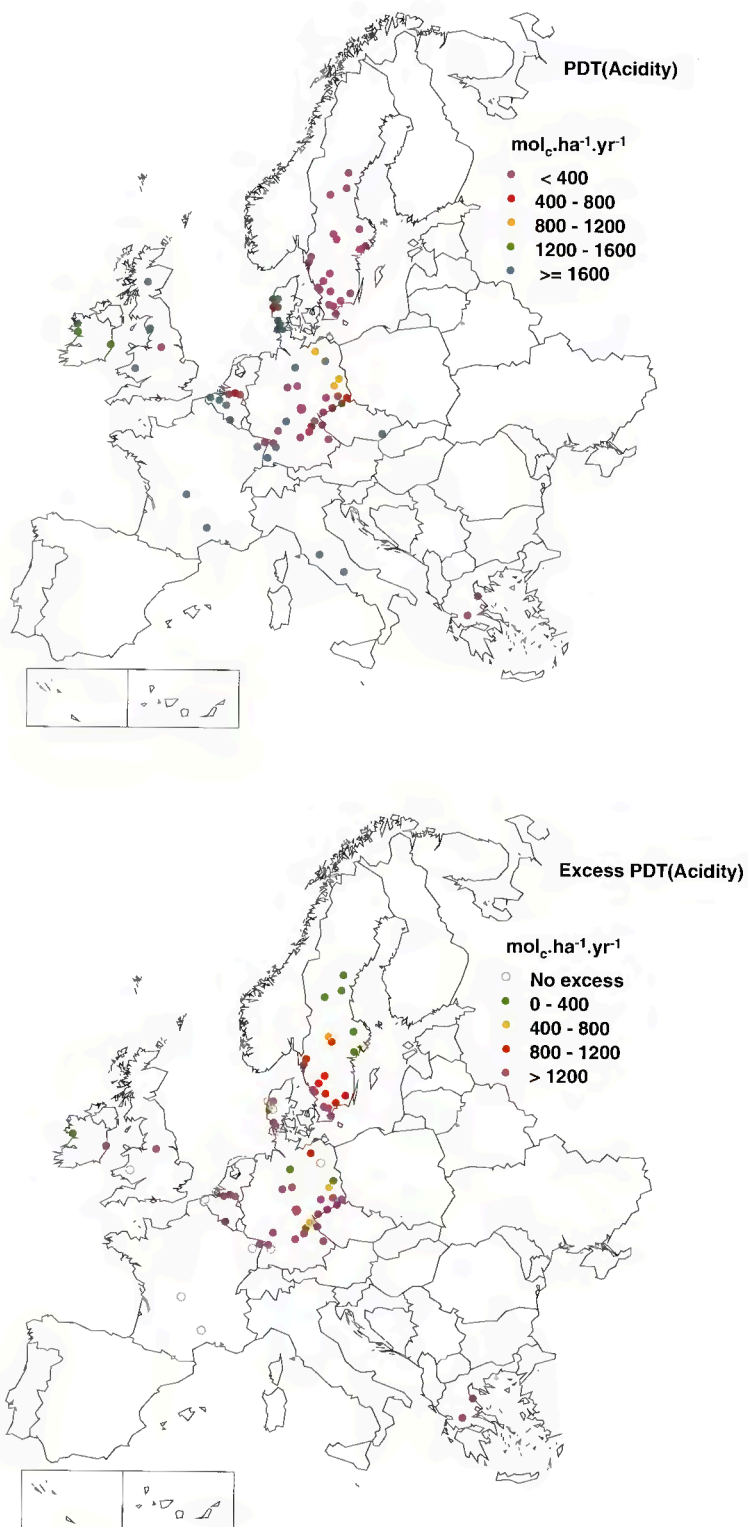 PDT(Acidity)
molc.ha-1.yr-1
< 400
400 - 800
800 - 1200
1200 - 1600
>= 1600
Excess PDT(Acidity)
molc.ha-1.yr-1
No excess
0 - 400
400 - 800
800 - 1200
> 1200